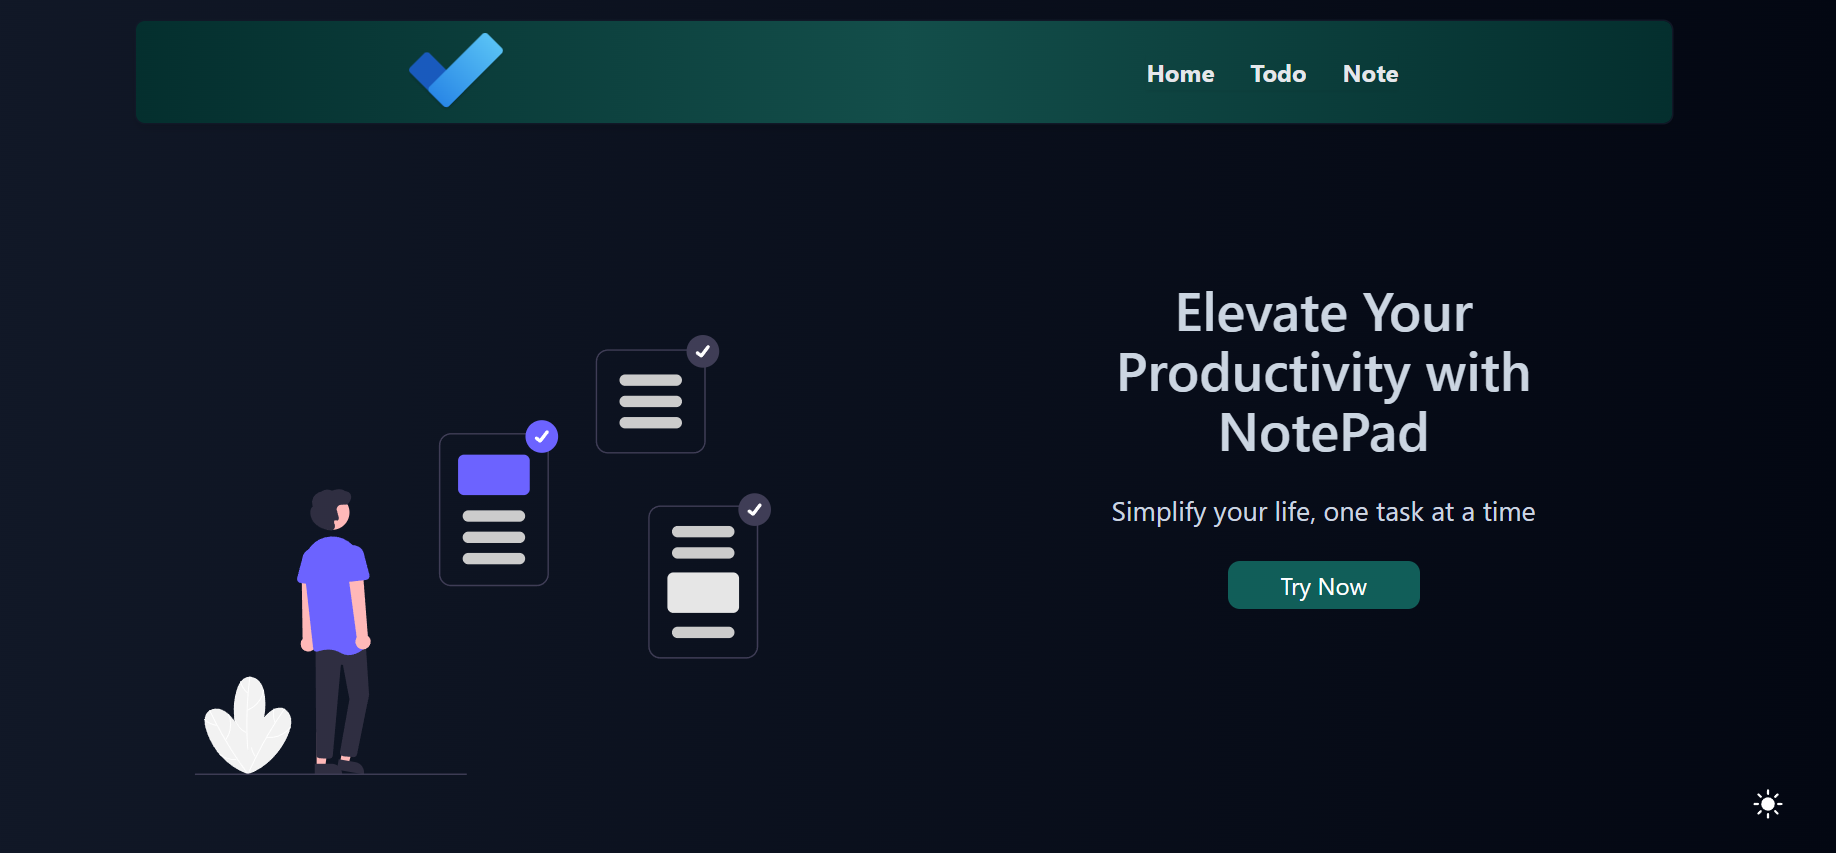 Home Todo Note
Elevate Your
Productivity with
NotePad
Simplify your life, one task at a time
Try Now